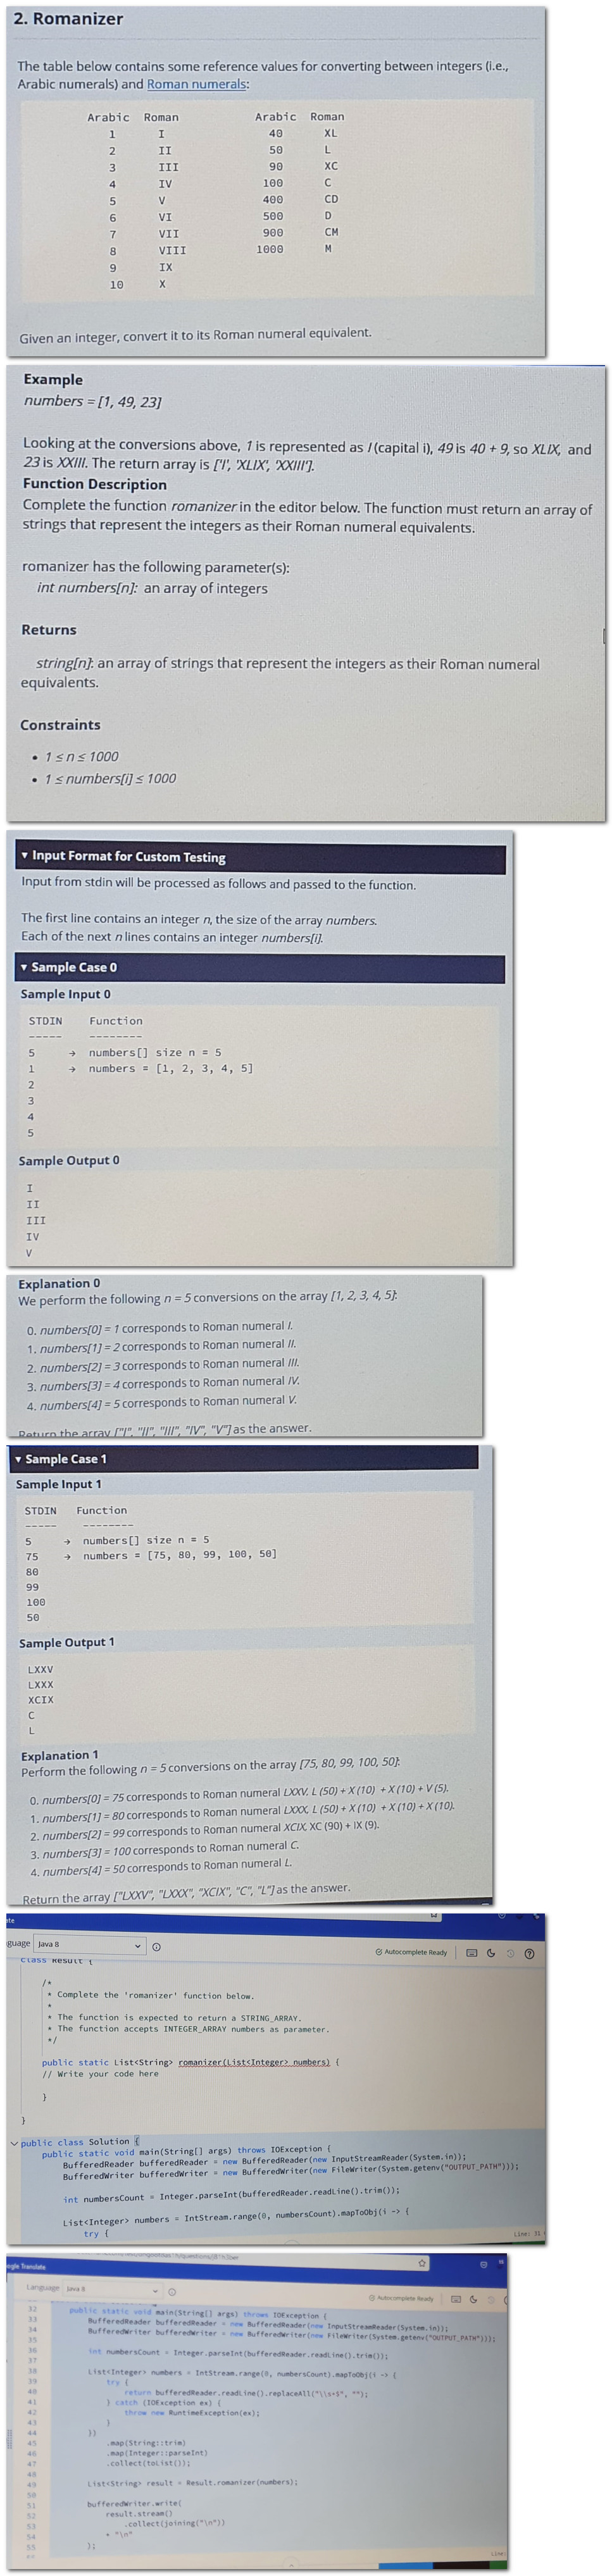 2. Romanizer
The table below contains some reference values for converting between integers (i.e.,
Arabic numerals) and Roman numerals:
Arabic Roman Arabic Roman
1 I 40 XL
2 II 50 L
3 III 90 XC
4 IV 100 C
5 V 400 CD
6 VI 500 D
7 VII 900 CM
8 VIII 1000 M
9 IX
10 X
Given an integer, convert it to its Roman numeral equivalent.
Example
numbers = [1, 49, 23]
Looking at the conversions above, 1 is represented as I (capital i), 49 is 40 + 9, so XLIX, and
23 is XXIII. The return array is ['I', 'XLIX', 'XXIII'].
Function Description
Complete the function romanizer in the editor below. The function must return an array of
strings that represent the integers as their Roman numeral equivalents.
romanizer has the following parameter(s):
int numbers[n]: an array of integers
Returns
string[n]: an array of strings that represent the integers as their Roman numeral
equivalents.
Constraints
• 1 ≤ n ≤ 1000
• 1 ≤ numbers[i] ≤ 1000
▼ Input Format for Custom Testing
Input from stdin will be processed as follows and passed to the function.
The first line contains an integer n, the size of the array numbers.
Each of the next n lines contains an integer numbers[i].
▼ Sample Case 0
Sample Input 0
STDIN Function
----- --------
5 → numbers[] size n = 5
1 → numbers = [1, 2, 3, 4, 5]
2
3
4
5
Sample Output 0
I
II
III
IV
V
Explanation 0
We perform the following n = 5 conversions on the array [1, 2, 3, 4, 5]:
0. numbers[0] = 1 corresponds to Roman numeral I.
1. numbers[1] = 2 corresponds to Roman numeral II.
2. numbers[2] = 3 corresponds to Roman numeral III.
3. numbers[3] = 4 corresponds to Roman numeral IV.
4. numbers[4] = 5 corresponds to Roman numeral V.
Return the array ["I", "II", "III", "IV", "V"] as the answer.
▼ Sample Case 1
Sample Input 1
STDIN Function
----- --------
5 → numbers[] size n = 5
75 → numbers = [75, 80, 99, 100, 50]
80
99
100
50
Sample Output 1
LXXV
LXXX
XCIX
C
L
Explanation 1
Perform the following n = 5 conversions on the array [75, 80, 99, 100, 50]:
0. numbers[0] = 75 corresponds to Roman numeral LXXV. L (50) + X (10) + X (10) + V (5).
1. numbers[1] = 80 corresponds to Roman numeral LXXX, L (50) + X (10) + X (10) + X (10).
2. numbers[2] = 99 corresponds to Roman numeral XCIX, XC (90) + IX (9).
3. numbers[3] = 100 corresponds to Roman numeral C.
4. numbers[4] = 50 corresponds to Roman numeral L.
Return the array ["LXXV", "LXXX", "XCIX", "C", "L"] as the answer.
guage Java 8 Autocomplete Ready
class Result {
/*
* Complete the 'romanizer' function below.
*
* The function is expected to return a STRING_ARRAY.
* The function accepts INTEGER_ARRAY numbers as parameter.
*/
public static List<String> romanizer(List<Integer> numbers) {
// Write your code here
}
}
public class Solution {
public static void main(String[] args) throws IOException {
BufferedReader bufferedReader = new BufferedReader(new InputStreamReader(System.in));
BufferedWriter bufferedWriter = new BufferedWriter(new FileWriter(System.getenv("OUTPUT_PATH")));
int numbersCount = Integer.parseInt(bufferedReader.readLine().trim());
List<Integer> numbers = IntStream.range(0, numbersCount).mapToObj(i -> {
try {
Line: 31
ogle Translate
Language Java 8 Autocomplete Ready
32 public static void main(String[] args) throws IOException {
33 BufferedReader bufferedReader = new BufferedReader(new InputStreamReader(System.in));
34 BufferedWriter bufferedWriter = new BufferedWriter(new FileWriter(System.getenv("OUTPUT_PATH")));
35
36 int numbersCount = Integer.parseInt(bufferedReader.readLine().trim());
37
38 List<Integer> numbers = IntStream.range(0, numbersCount).mapToObj(i -> {
39 try {
40 return bufferedReader.readLine().replaceAll("\\s+$", "");
41 } catch (IOException ex) {
42 throw new RuntimeException(ex);
43 }
44 })
45 .map(String::trim)
46 .map(Integer::parseInt)
47 .collect(toList());
48
49 List<String> result = Result.romanizer(numbers);
50
51 bufferedWriter.write(
52 result.stream()
53 .collect(joining("\n"))
54 + "\n"
55 );
Line: